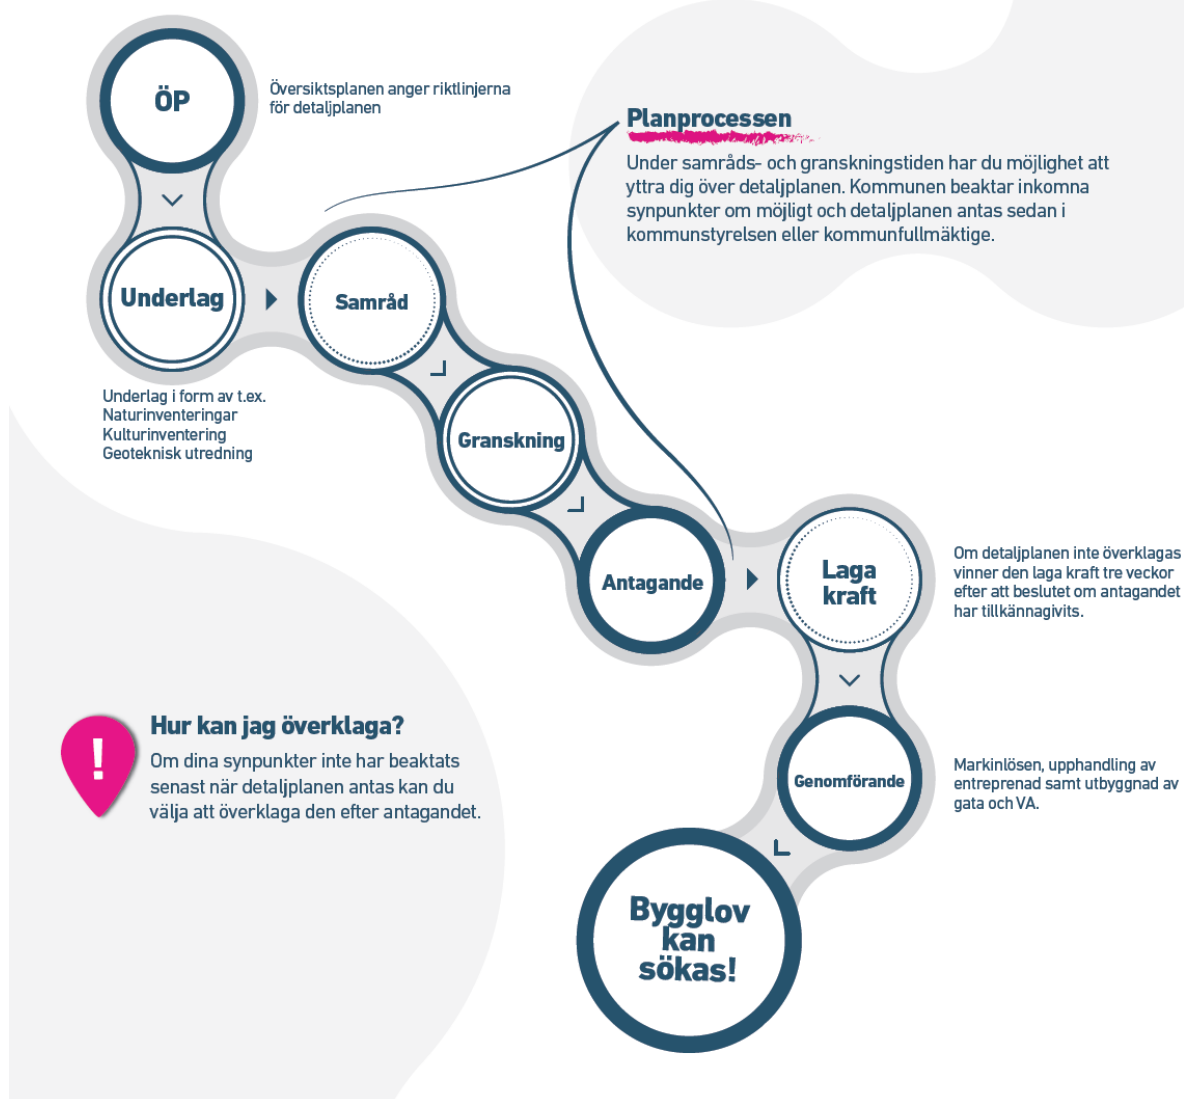 ÖP
Översiktsplanen anger riktlinjerna
för detaljplanen
Planprocessen
Under samråds- och granskningstiden har du möjlighet att
yttra dig över detaljplanen. Kommunen beaktar inkomna
synpunkter om möjligt och detaljplanen antas sedan i
kommunstyrelsen eller kommunfullmäktige.
Underlag
Samråd
Underlag i form av t.ex.
Naturinventeringar
Kulturinventering
Geoteknisk utredning
Granskning
Antagande
Laga
kraft
Om detaljplanen inte överklagas
vinner den laga kraft tre veckor
efter att beslutet om antagandet
har tillkännagivits.
Hur kan jag överklaga?
Om dina synpunkter inte har beaktats
senast när detaljplanen antas kan du
välja att överklaga den efter antagandet.
!
Genomförande
Markinlösen, upphandling av
entreprenad samt utbyggnad av
gata och VA.
Bygglov
kan
sökas!